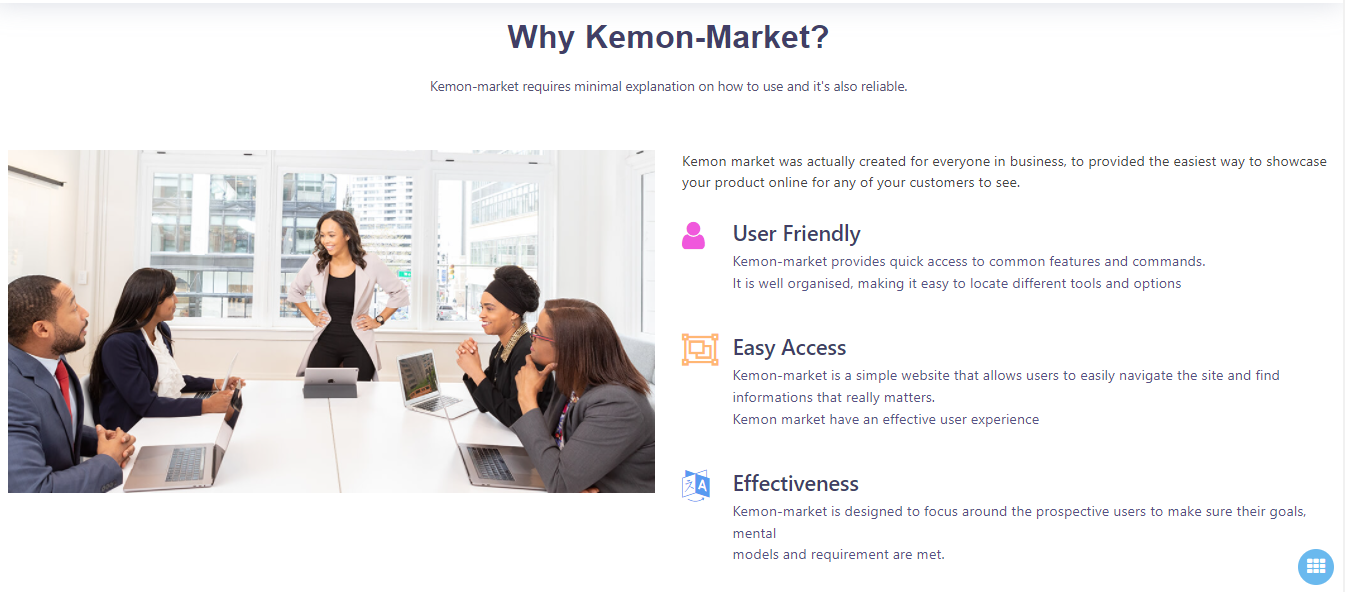 Why Kemon-Market?
Kemon-market requires minimal explanation on how to use and it's also reliable.
Kemon market was actually created for everyone in business, to provided the easiest way to showcase
your product online for any of your customers to see.
User Friendly
Kemon-market provides quick access to common features and commands.
It is well organised, making it easy to locate different tools and options
Easy Access
Kemon-market is a simple website that allows users to easily navigate the site and find
informations that really matters.
Kemon market have an effective user experience
A
Effectiveness
Kemon-market is designed to focus around the prospective users to make sure their goals,
mental
models and requirement are met.